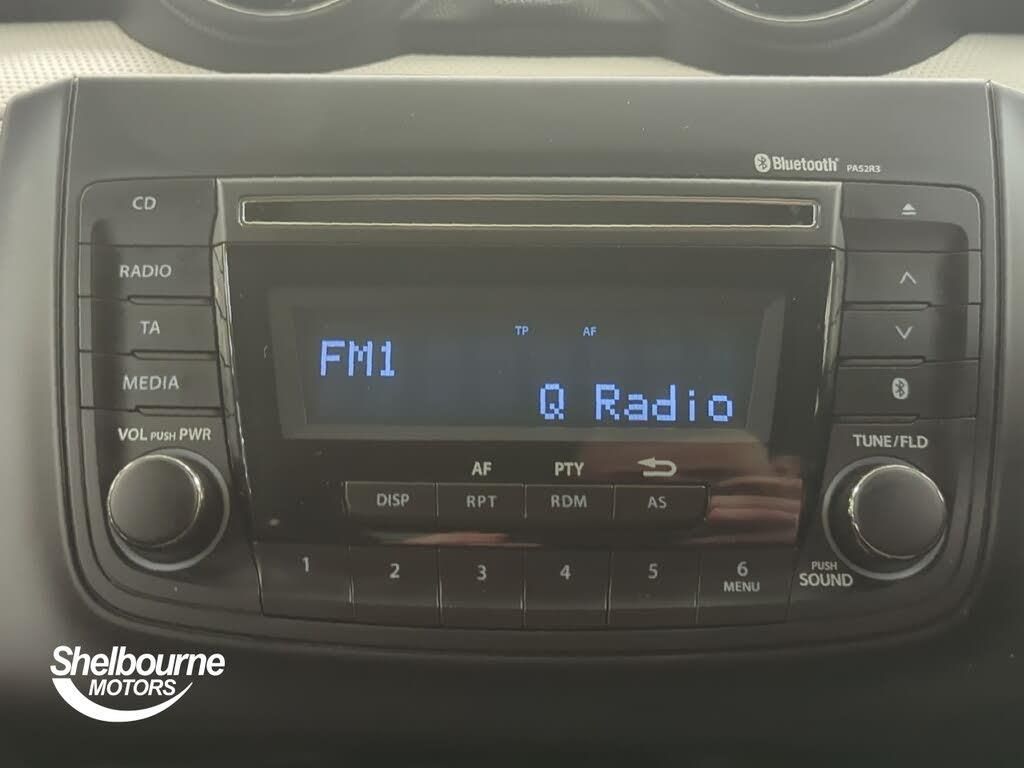 Bluetooth® PA52R3
CD
RADIO
TA
MEDIA
TP AF
FM1
Q Radio
VOL PUSH PWR
TUNE/FLD
AF PTY
DISP RPT RDM AS
1 2 3 4 5 6
MENU
PUSH
SOUND
Shelbourne
MOTORS